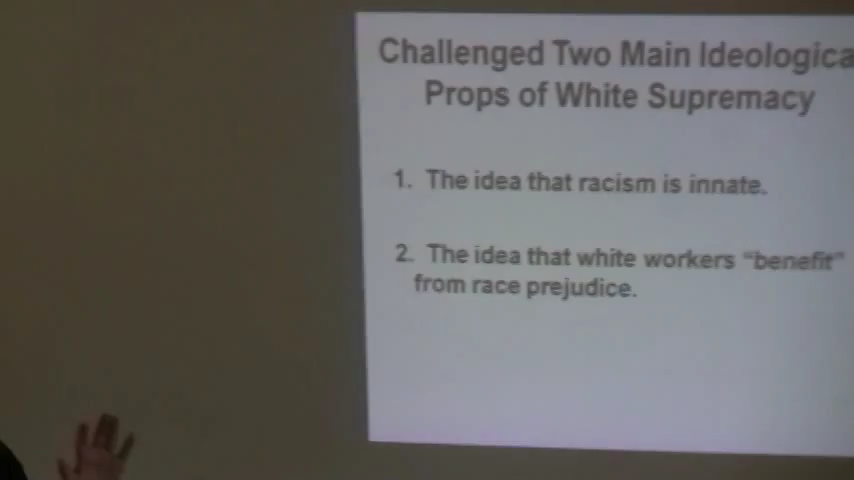 Challenged Two Main Ideologica
Props of White Supremacy
1. The idea that racism is innate.
2. The idea that white workers “benefit”
from race prejudice.